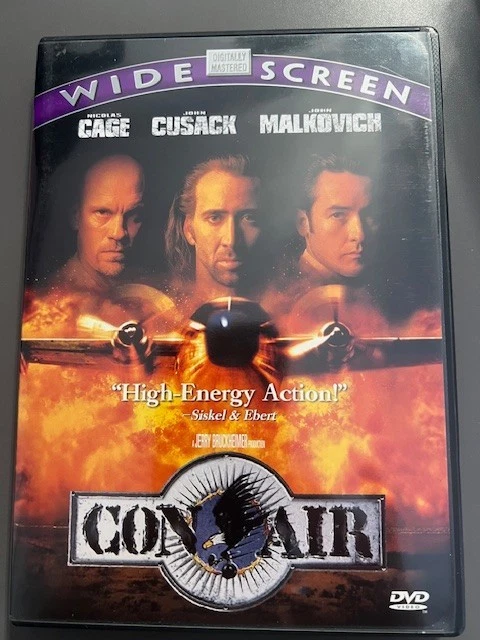 DIGITALLY
MASTERED
WIDE SCREEN
NICOLAS CAGE
JOHN CUSACK
JOHN MALKOVICH
"High-Energy Action!"
—Siskel & Ebert
A JERRY BRUCKHEIMER PRODUCTION
CON AIR
DVD
VIDEO
TM